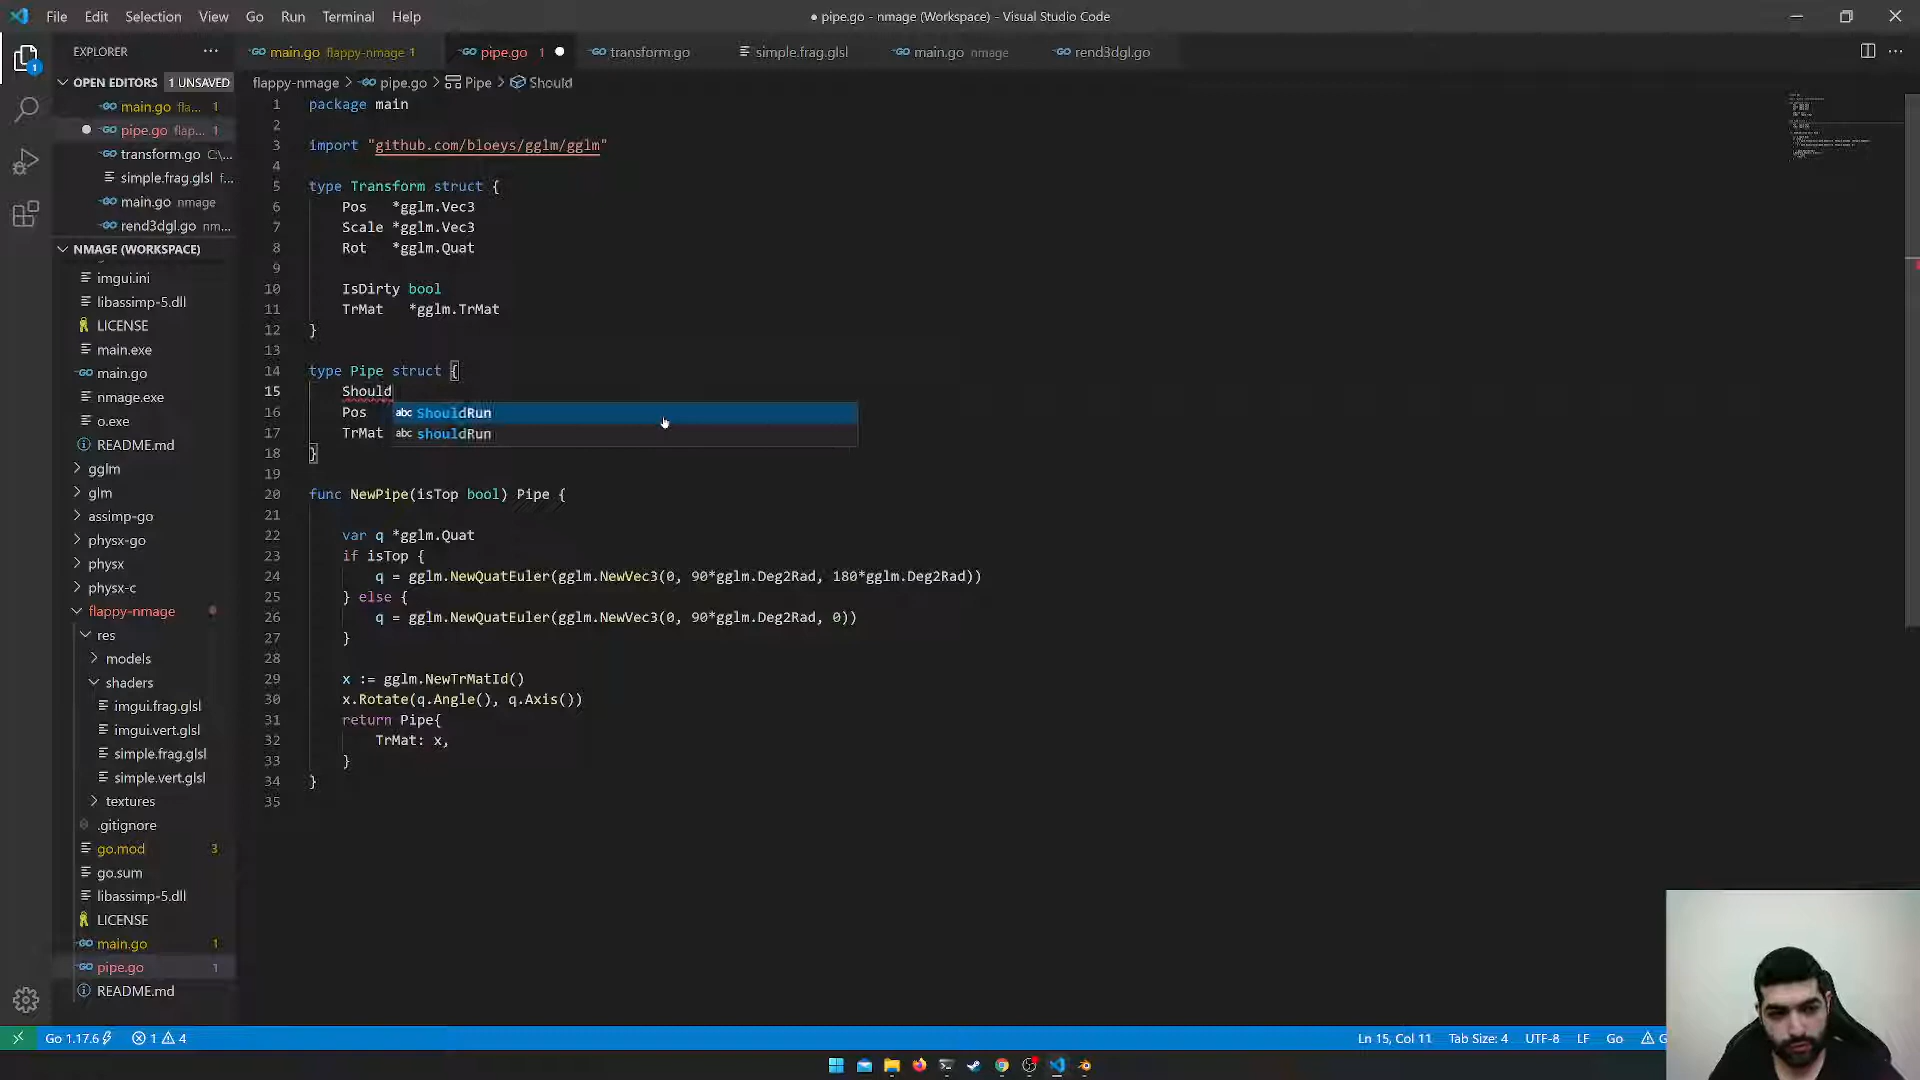 File Edit Selection View Go Run Terminal Help
● pipe.go - nmage (Workspace) - Visual Studio Code
EXPLORER
main.go flappy-nmage 1
pipe.go 1
transform.go
simple.frag.glsl
main.go nmage
rend3dgl.go
OPEN EDITORS 1 UNSAVED
main.go fla... 1
pipe.go flap... 1
transform.go C:\...
simple.frag.glsl f...
main.go nmage
rend3dgl.go nm...
NMAGE (WORKSPACE)
imgui.ini
libassimp-5.dll
LICENSE
main.exe
main.go
nmage.exe
o.exe
README.md
gglm
glm
assimp-go
physx-go
physx
physx-c
flappy-nmage
res
models
shaders
imgui.frag.glsl
imgui.vert.glsl
simple.frag.glsl
simple.vert.glsl
textures
.gitignore
go.mod 3
go.sum
libassimp-5.dll
LICENSE
main.go 1
pipe.go 1
README.md
flappy-nmage > pipe.go > Pipe > Should
1 package main
2
3 import "github.com/bloeys/gglm/gglm"
4
5 type Transform struct {
6 Pos *gglm.Vec3
7 Scale *gglm.Vec3
8 Rot *gglm.Quat
9
10 IsDirty bool
11 TrMat *gglm.TrMat
12 }
13
14 type Pipe struct {
15 Should
16 Pos abc ShouldRun
17 TrMat abc shouldRun
18 }
19
20 func NewPipe(isTop bool) Pipe {
21
22 var q *gglm.Quat
23 if isTop {
24 q = gglm.NewQuatEuler(gglm.NewVec3(0, 90*gglm.Deg2Rad, 180*gglm.Deg2Rad))
25 } else {
26 q = gglm.NewQuatEuler(gglm.NewVec3(0, 90*gglm.Deg2Rad, 0))
27 }
28
29 x := gglm.NewTrMatId()
30 x.Rotate(q.Angle(), q.Axis())
31 return Pipe{
32 TrMat: x,
33 }
34 }
35
Go 1.17.6 1 4
Ln 15, Col 11 Tab Size: 4 UTF-8 LF Go G